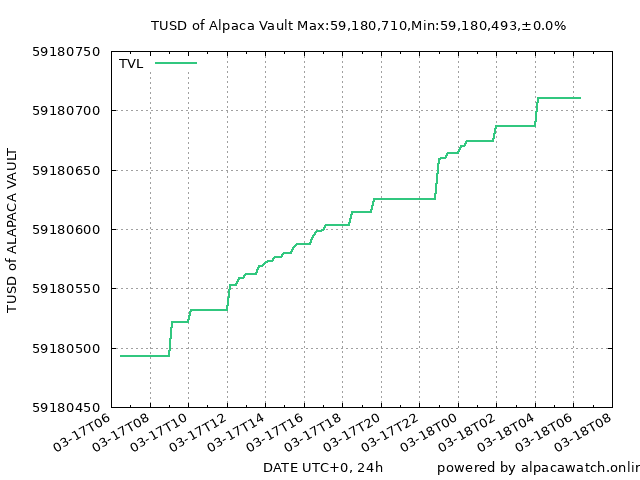 TUSD of Alpaca Vault Max:59,180,710,Min:59,180,493,±0.0%
TVL
59180750
59180700
59180650
59180600
59180550
59180500
59180450
TUSD of ALAPACA VAULT
03-17T06
03-17T08
03-17T10
03-17T12
03-17T14
03-17T16
03-17T18
03-17T20
03-17T22
03-18T00
03-18T02
03-18T04
03-18T06
03-18T08
DATE UTC+0, 24h
powered by alpacawatch.onlin